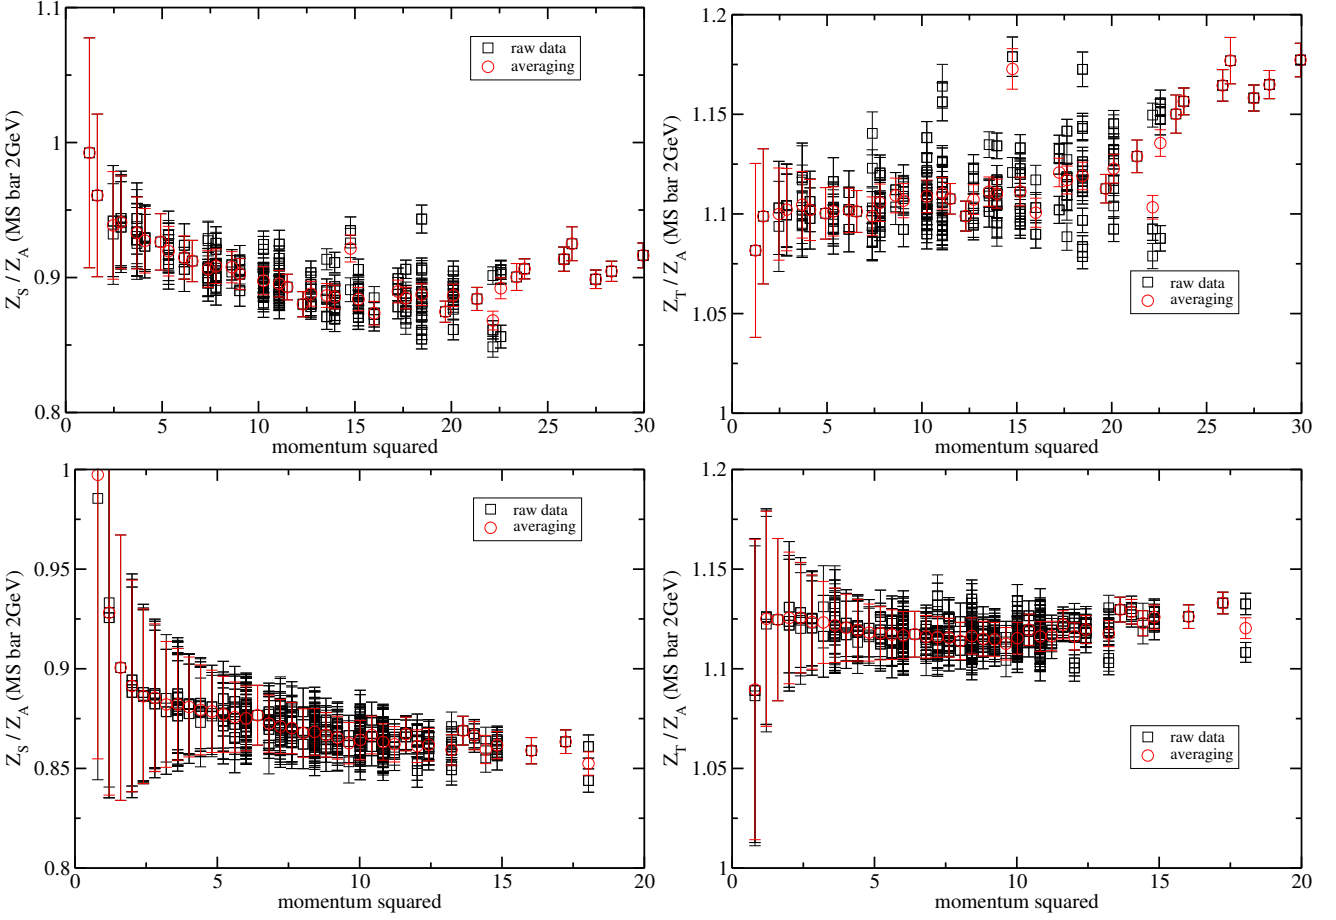 1.1
1
0.9
0.8
Z_S / Z_A (MS bar 2GeV)
raw data
averaging
0 5 10 15 20 25 30
momentum squared
1.2
1.15
1.1
1.05
1
Z_T / Z_A (MS bar 2GeV)
raw data
averaging
0 5 10 15 20 25 30
momentum squared
1
0.95
0.9
0.85
0.8
Z_S / Z_A (MS bar 2GeV)
raw data
averaging
0 5 10 15 20
momentum squared
1.2
1.15
1.1
1.05
1
Z_T / Z_A (MS bar 2GeV)
raw data
averaging
0 5 10 15 20
momentum squared